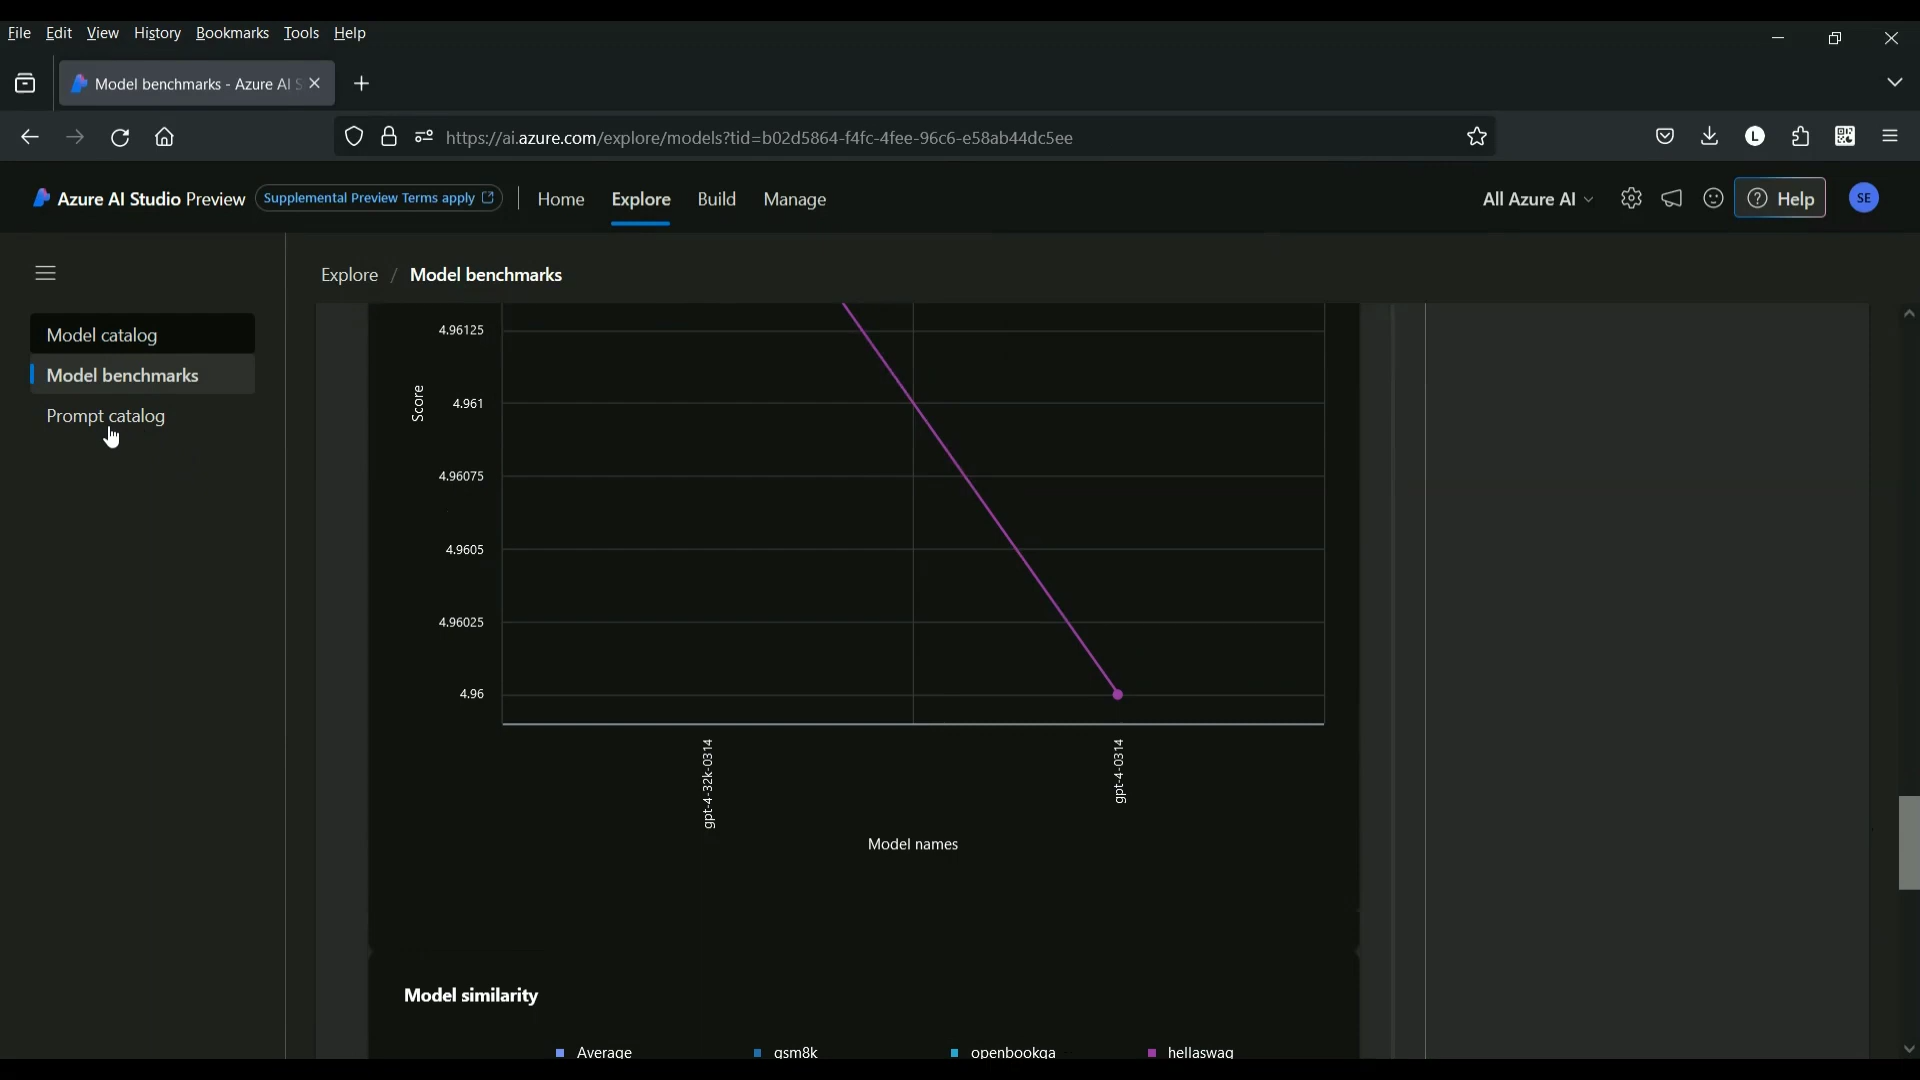 File Edit View History Bookmarks Tools Help
Model benchmarks - Azure AI S
https://ai.azure.com/explore/models?tid=b02d5864-f4fc-4fee-96c6-e58ab44dc5ee
L
Azure AI Studio Preview Supplemental Preview Terms apply Home Explore Build Manage All Azure AI Help SE
Explore / Model benchmarks
Model catalog
Model benchmarks
Prompt catalog
4.96125
4.961
4.96075
4.9605
4.96025
4.96
Score
gpt-4-32k-0314
gpt-4-0314
Model names
Model similarity
Average gsm8k openbookqa hellaswag